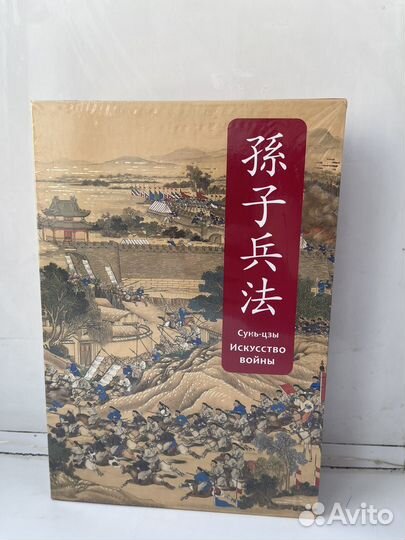 孫子兵法
Сунь-цзы
Искусство
войны
Avito